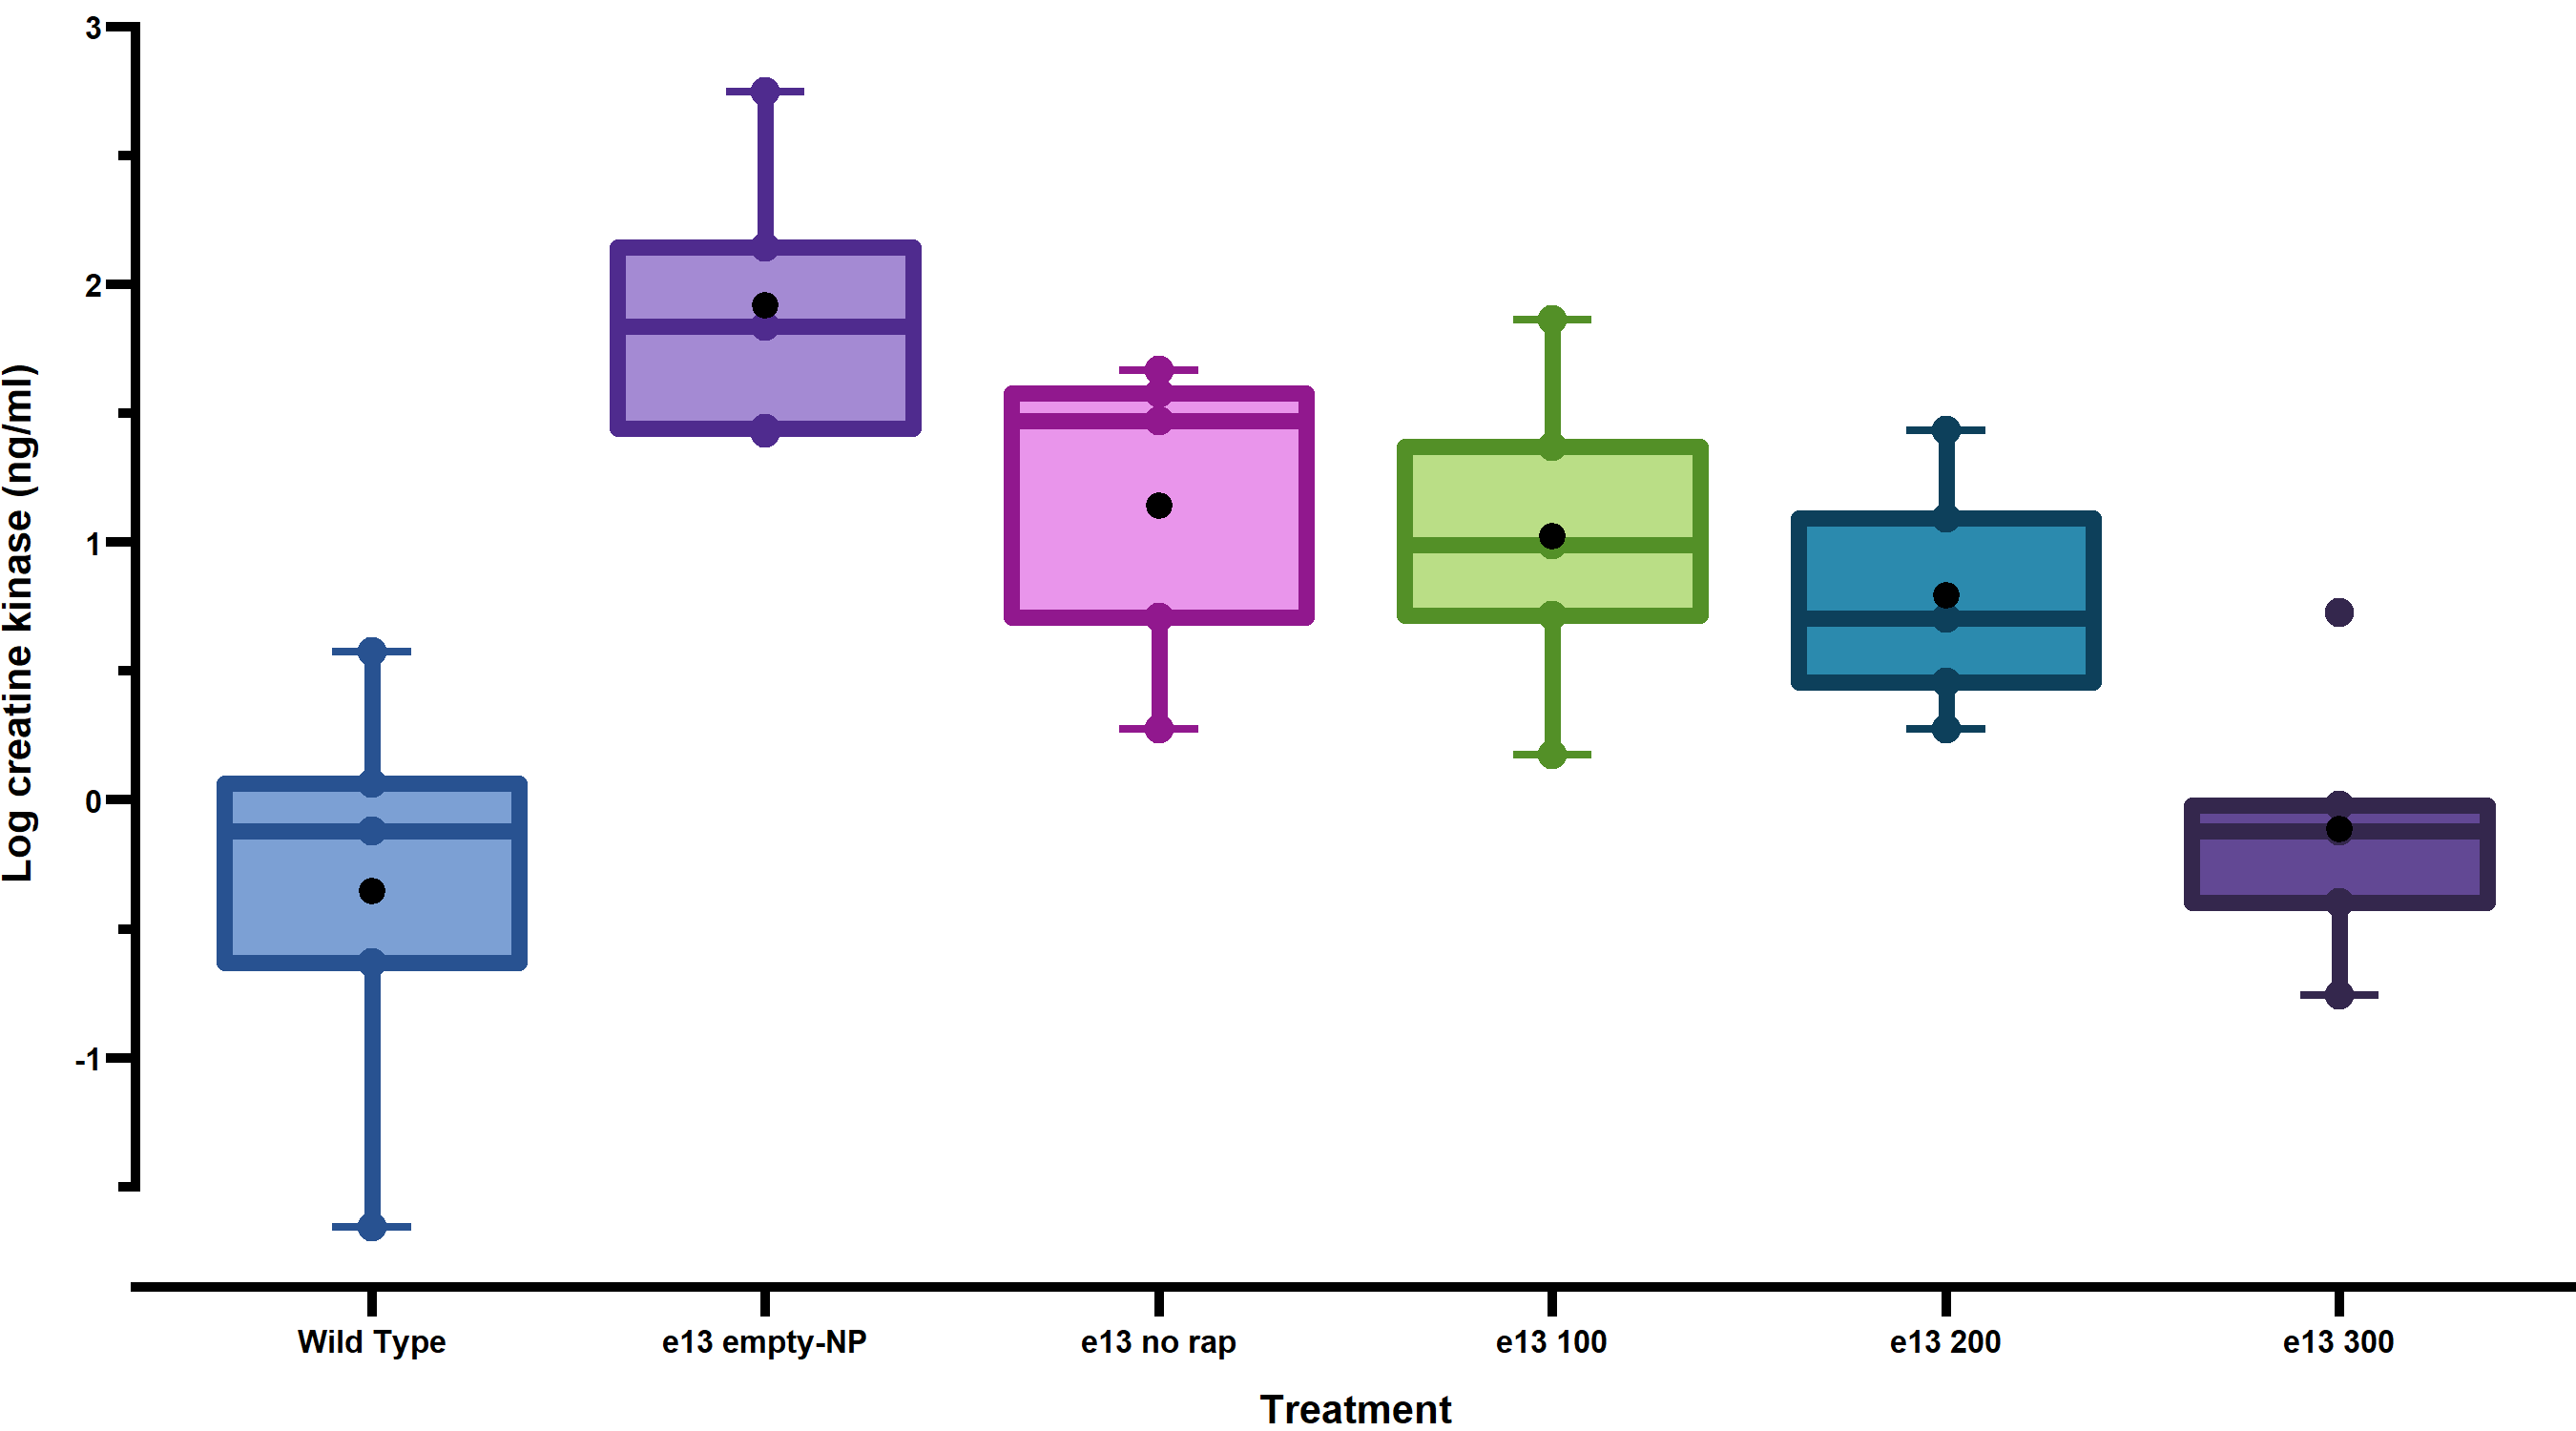 Log creatine kinase (ng/ml)
3
2
1
0
-1
Wild Type
e13 empty-NP
e13 no rap
e13 100
e13 200
e13 300
Treatment